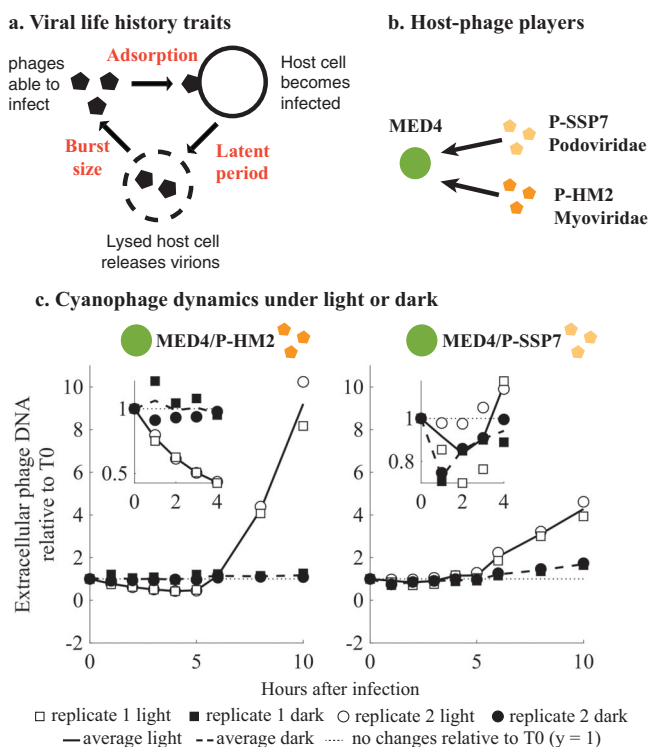 a. Viral life history traits
phages
able to
infect
Adsorption
Host cell
becomes
infected
Burst
size
Latent
period
Lysed host cell
releases virions
b. Host-phage players
MED4
P-SSP7
Podoviridae
P-HM2
Myoviridae
c. Cyanophage dynamics under light or dark
MED4/P-HM2
MED4/P-SSP7
Extracellular phage DNA
relative to T0
10
8
6
4
2
0
-2
0
5
10
1
0.5
0
2
4
10
8
6
4
2
0
-2
0
5
10
1
0.8
0
2
4
Hours after infection
replicate 1 light replicate 1 dark replicate 2 light replicate 2 dark
average light average dark no changes relative to T0 (y = 1)